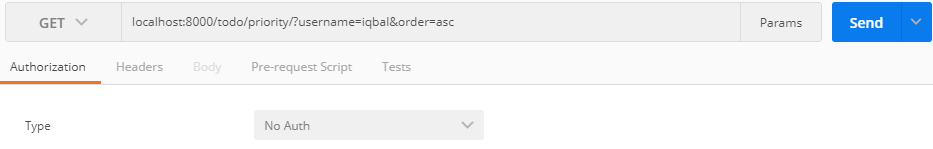 GET localhost:8000/todo/priority/?username=iqbal&order=asc Params Send
Authorization Headers Body Pre-request Script Tests
Type No Auth